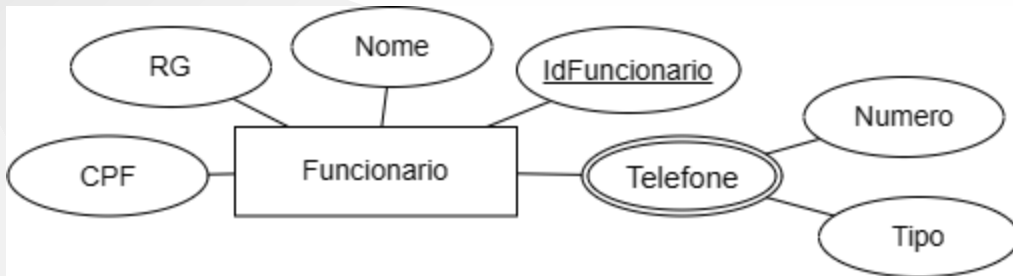 Nome
RG
IdFuncionario
Numero
CPF
Funcionario
Telefone
Tipo